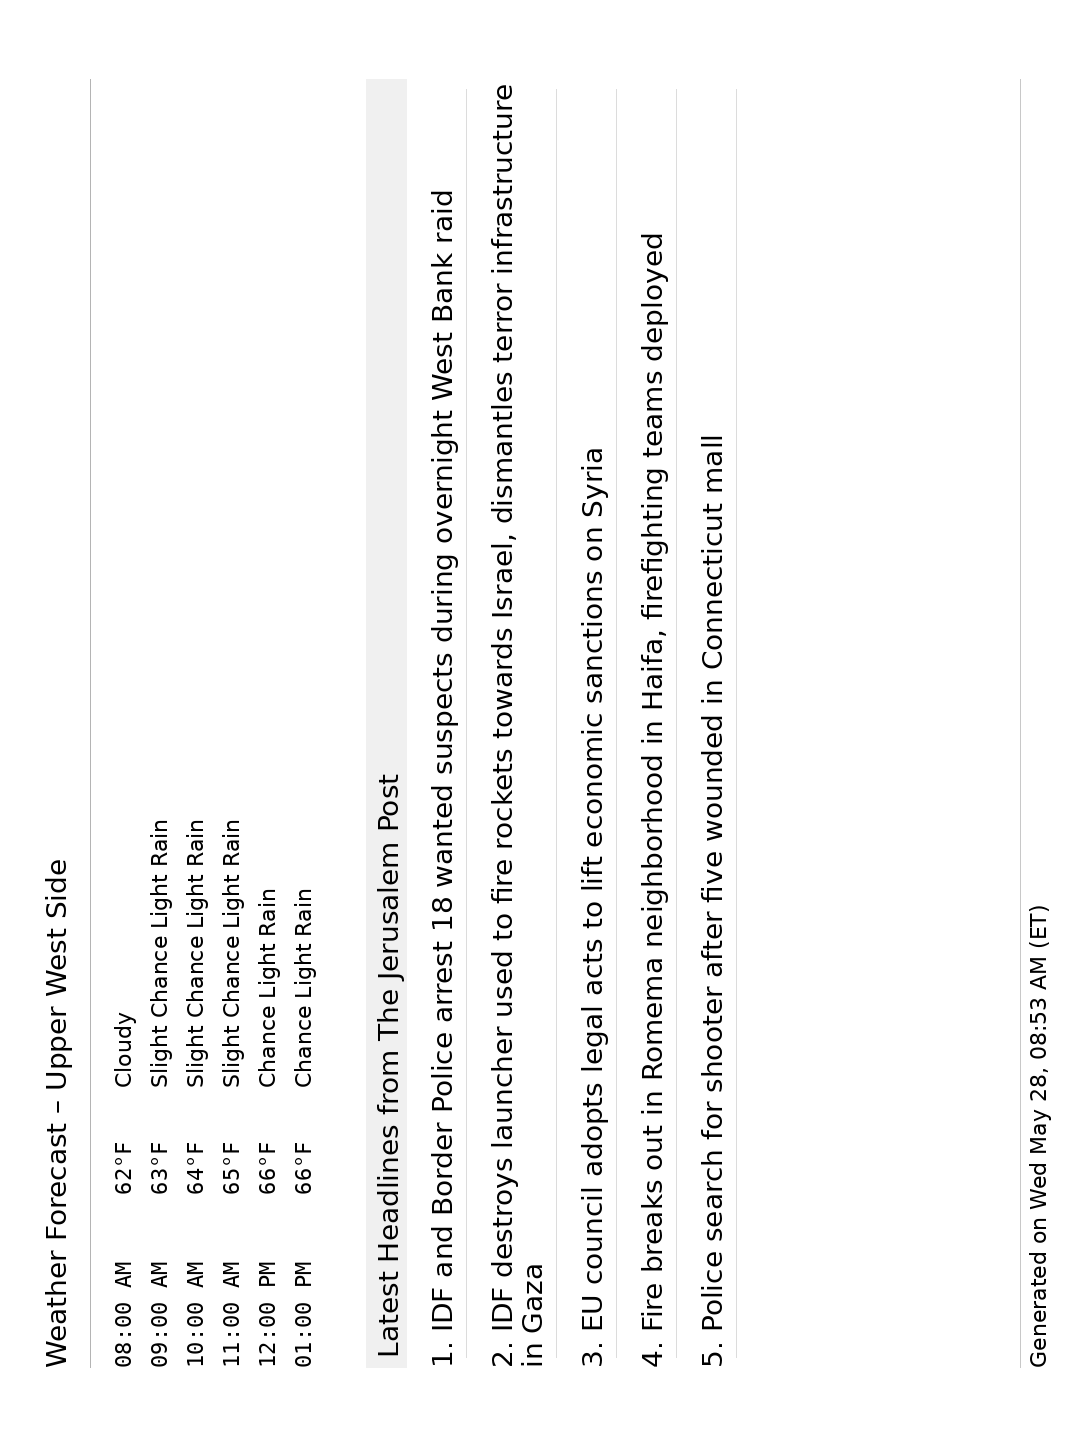 Weather Forecast – Upper West Side
08:00 AM 62°F Cloudy
09:00 AM 63°F Slight Chance Light Rain
10:00 AM 64°F Slight Chance Light Rain
11:00 AM 65°F Slight Chance Light Rain
12:00 PM 66°F Chance Light Rain
01:00 PM 66°F Chance Light Rain
Latest Headlines from The Jerusalem Post
1. IDF and Border Police arrest 18 wanted suspects during overnight West Bank raid
2. IDF destroys launcher used to fire rockets towards Israel, dismantles terror infrastructure
in Gaza
3. EU council adopts legal acts to lift economic sanctions on Syria
4. Fire breaks out in Romema neighborhood in Haifa, firefighting teams deployed
5. Police search for shooter after five wounded in Connecticut mall
Generated on Wed May 28, 08:53 AM (ET)